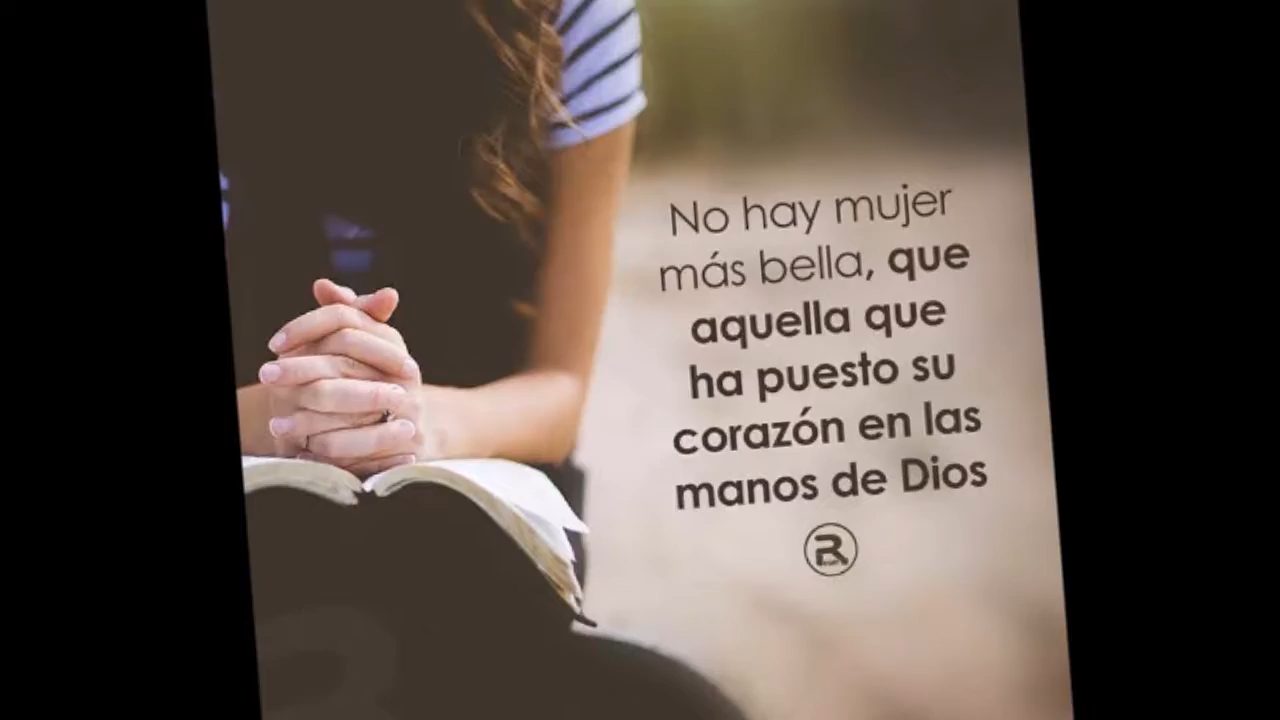 No hay mujer
más bella, que
aquella que
ha puesto su
corazón en las
manos de Dios
R